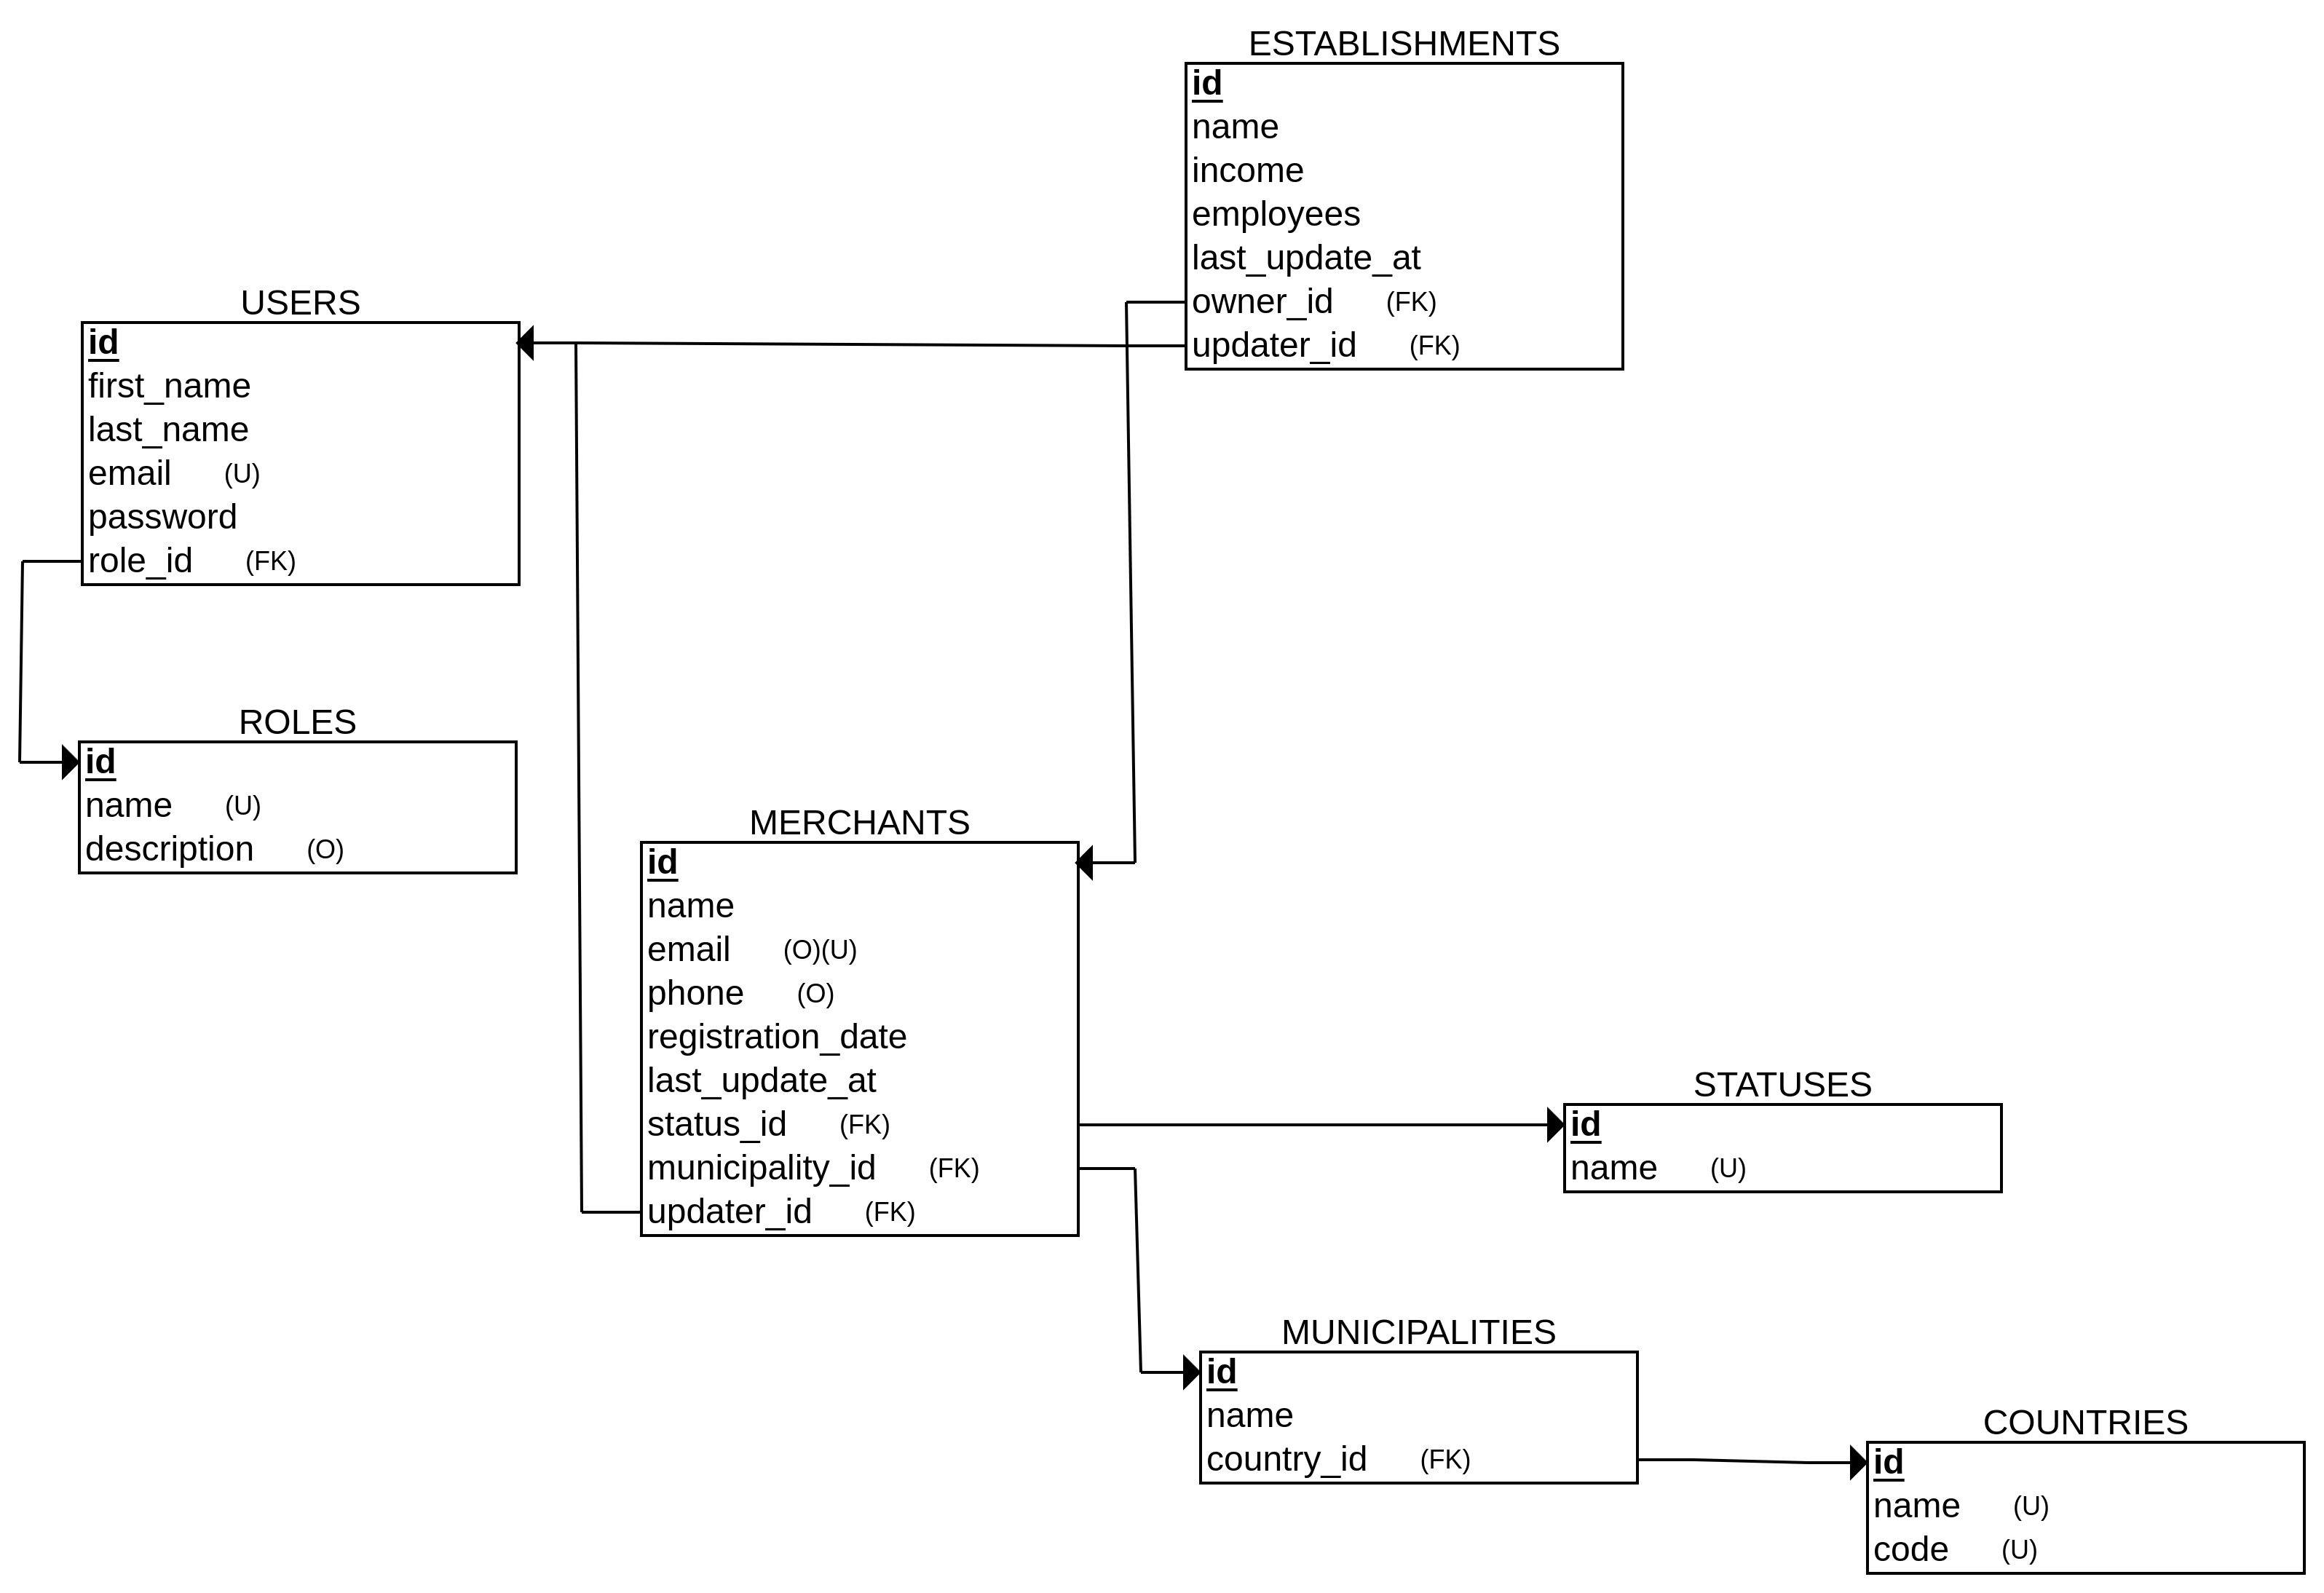 ESTABLISHMENTS
id
name
income
employees
last_update_at
owner_id (FK)
updater_id (FK)
USERS
id
first_name
last_name
email (U)
password
role_id (FK)
ROLES
id
name (U)
description (O)
MERCHANTS
id
name
email (O)(U)
phone (O)
registration_date
last_update_at
status_id (FK)
municipality_id (FK)
updater_id (FK)
STATUSES
id
name (U)
MUNICIPALITIES
id
name
country_id (FK)
COUNTRIES
id
name (U)
code (U)